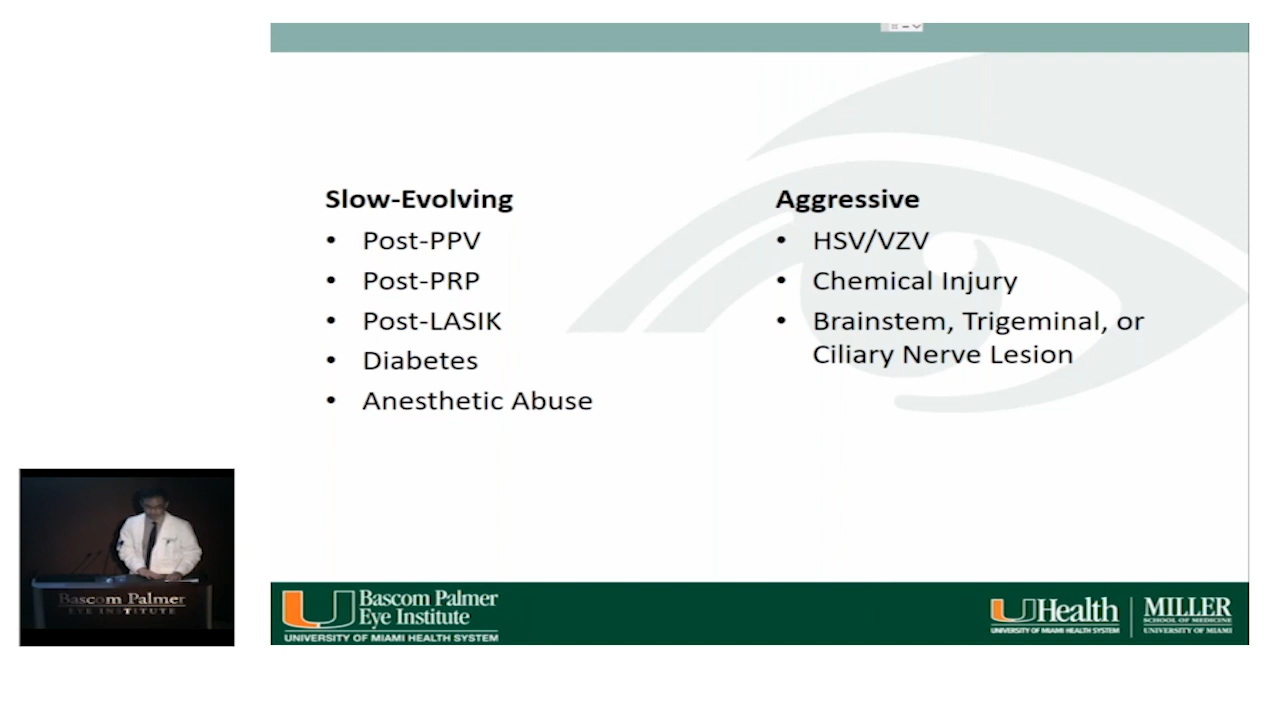 Slow-Evolving
• Post-PPV
• Post-PRP
• Post-LASIK
• Diabetes
• Anesthetic Abuse
Aggressive
• HSV/VZV
• Chemical Injury
• Brainstem, Trigeminal, or
Ciliary Nerve Lesion
Bascom Palmer
EYE INSTITUTE
Bascom Palmer
Eye Institute
UNIVERSITY OF MIAMI HEALTH SYSTEM
UHealth
UNIVERSITY OF MIAMI HEALTH SYSTEM
MILLER
SCHOOL OF MEDICINE
UNIVERSITY OF MIAMI